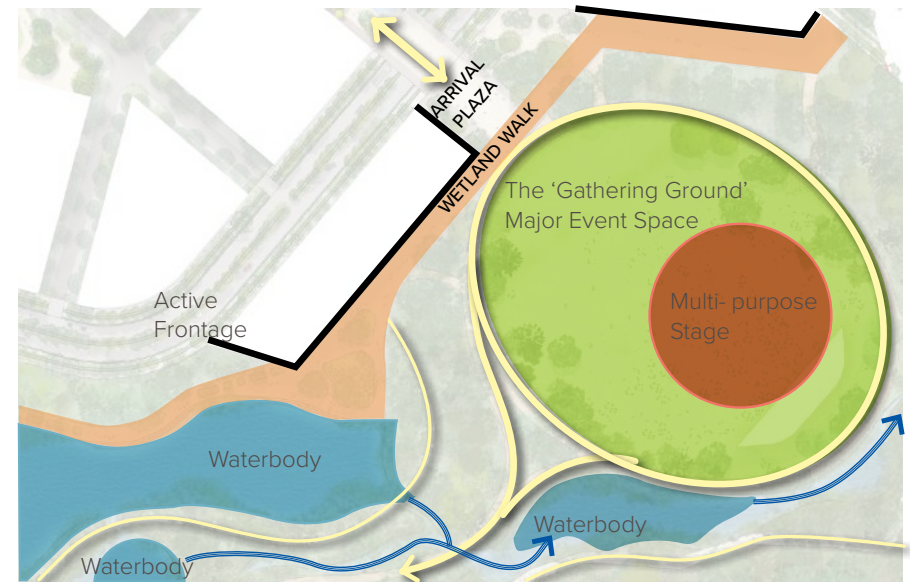 ARRIVAL
PLAZA
WETLAND WALK
The ‘Gathering Ground’
Major Event Space
Multi- purpose
Stage
Active
Frontage
Waterbody
Waterbody
Waterbody